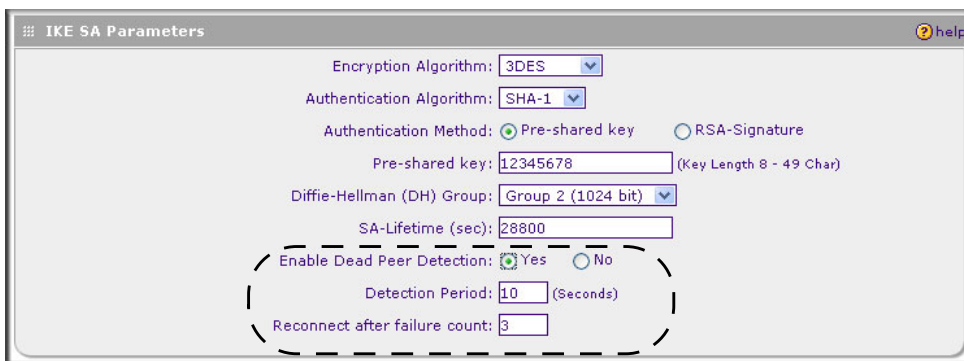 IKE SA Parameters ? help
Encryption Algorithm: 3DES
Authentication Algorithm: SHA-1
Authentication Method: Pre-shared key RSA-Signature
Pre-shared key: 12345678 (Key Length 8 - 49 Char)
Diffie-Hellman (DH) Group: Group 2 (1024 bit)
SA-Lifetime (sec): 28800
Enable Dead Peer Detection: Yes No
Detection Period: 10 (Seconds)
Reconnect after failure count: 3